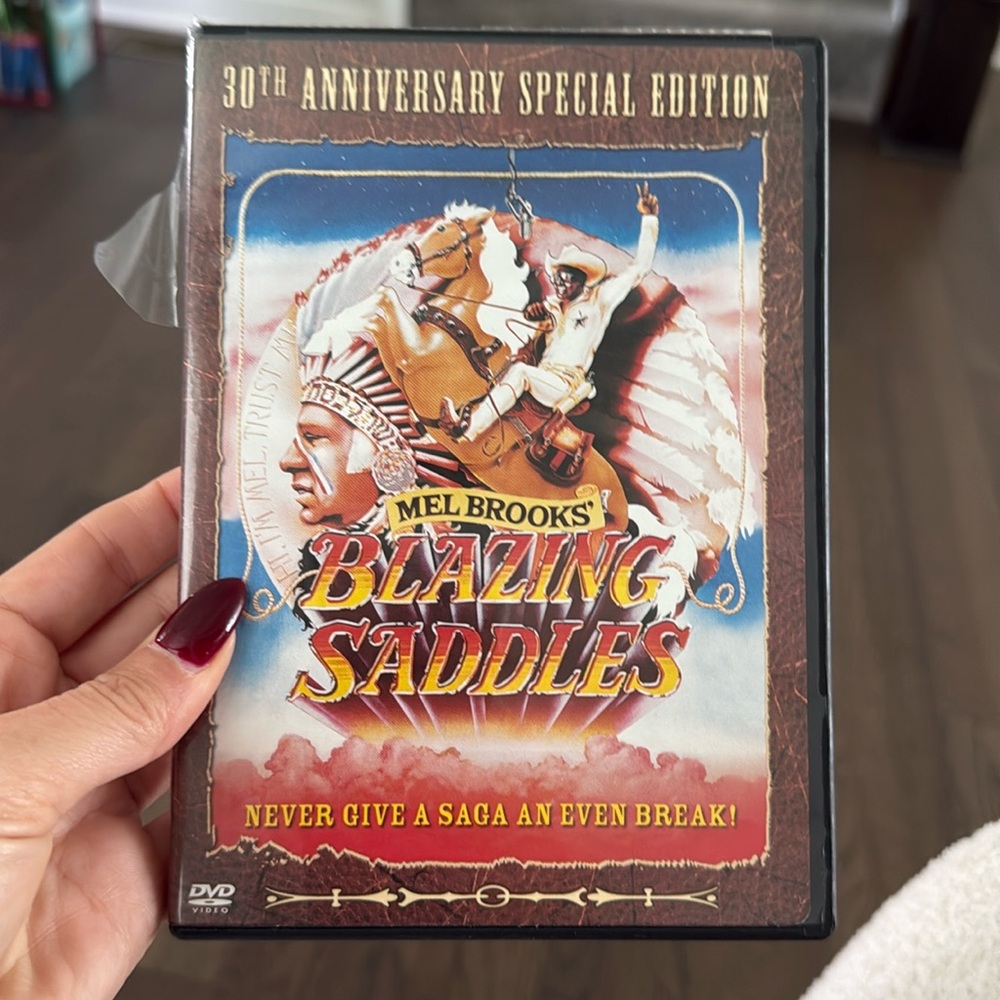 30TH ANNIVERSARY SPECIAL EDITION
HI, I'M MEL, TRUST ME
MEL BROOKS'
BLAZING
SADDLES
NEVER GIVE A SAGA AN EVEN BREAK!
DVD
VIDEO